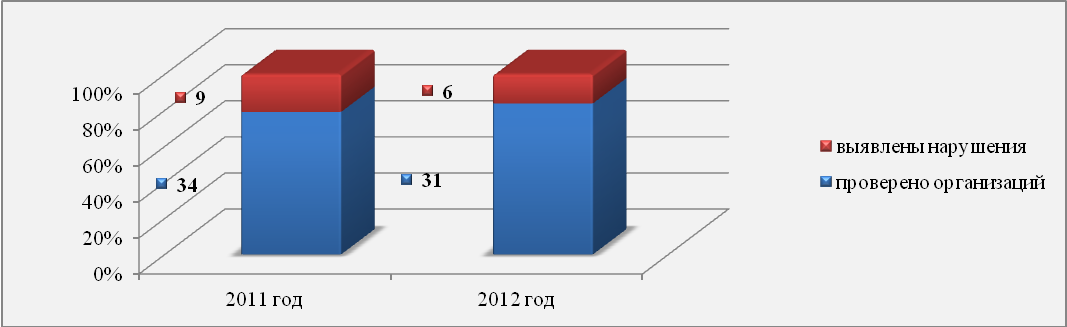 100%
80%
60%
40%
20%
0%
9
34
6
31
2011 год
2012 год
выявлены нарушения
проверено организаций